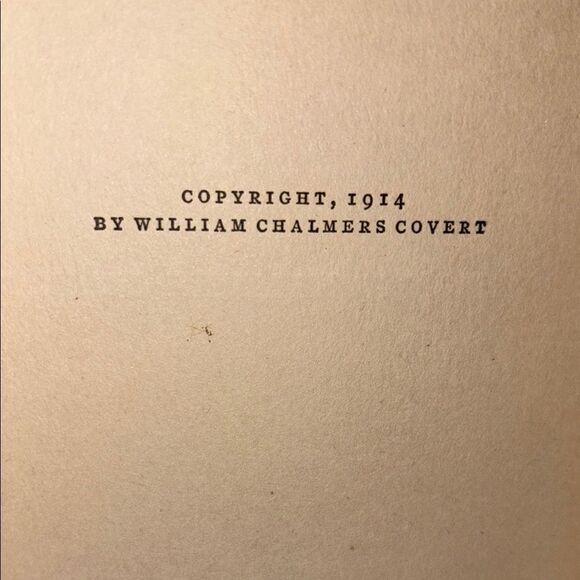 COPYRIGHT, 1914
BY WILLIAM CHALMERS COVERT